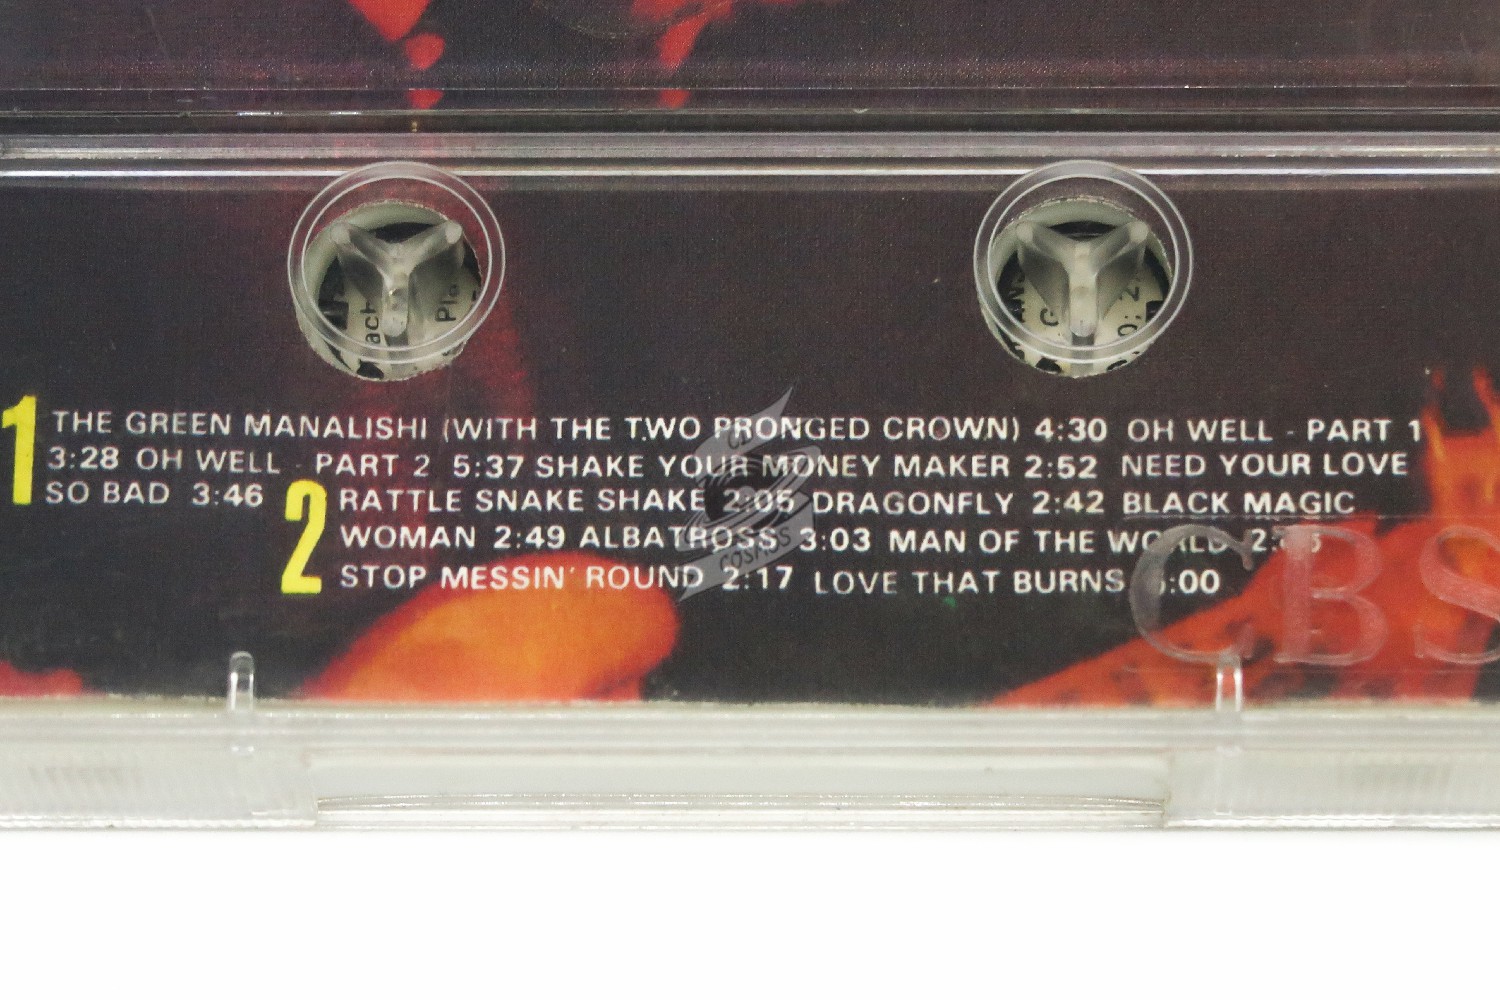 1 THE GREEN MANALISHI (WITH THE TWO PRONGED CROWN) 4:30 OH WELL - PART 1
3:28 OH WELL - PART 2 5:37 SHAKE YOUR MONEY MAKER 2:52 NEED YOUR LOVE
SO BAD 3:46
2 RATTLE SNAKE SHAKE 2:05 DRAGONFLY 2:42 BLACK MAGIC
WOMAN 2:49 ALBATROSS 3:03 MAN OF THE WORLD
STOP MESSIN' ROUND 2:17 LOVE THAT BURNS
CBS
CD
COSMOS